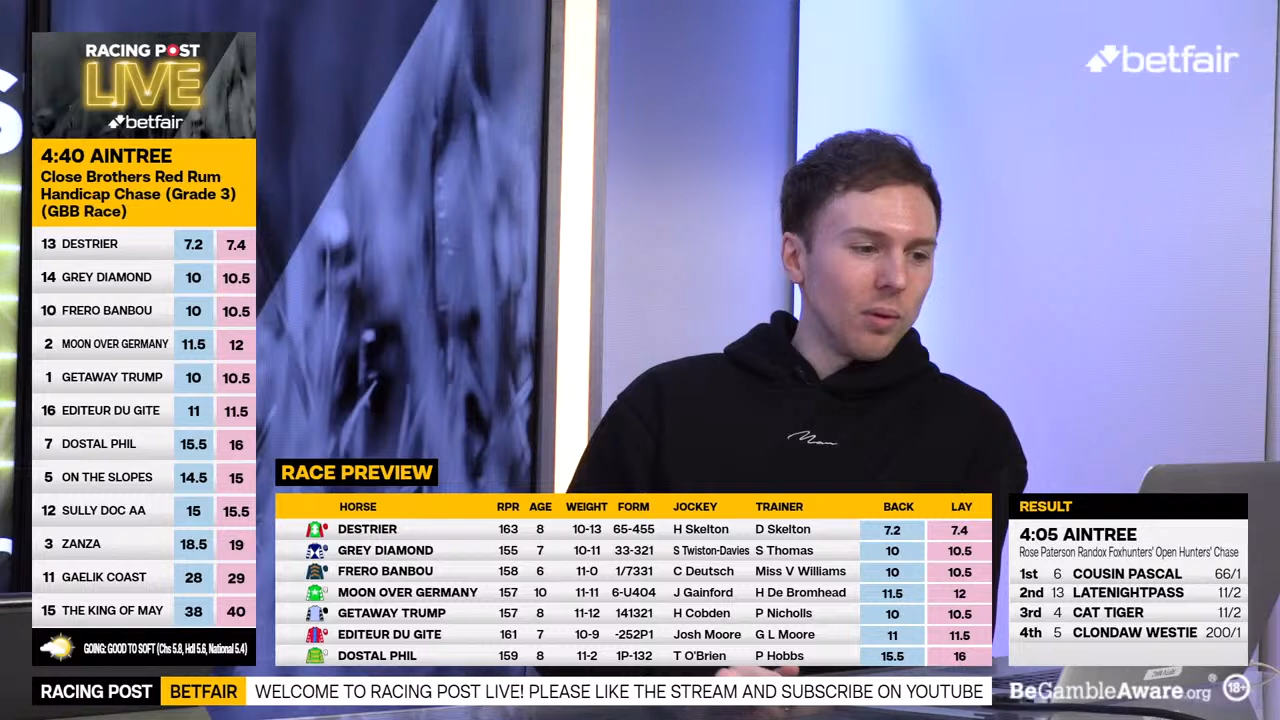 RACING POST
LIVE
betfair
betfair
4:40 AINTREE
Close Brothers Red Rum
Handicap Chase (Grade 3)
(GBB Race)
13 DESTRIER 7.2 7.4
14 GREY DIAMOND 10 10.5
10 FRERO BANBOU 10 10.5
2 MOON OVER GERMANY 11.5 12
1 GETAWAY TRUMP 10 10.5
16 EDITEUR DU GITE 11 11.5
7 DOSTAL PHIL 15.5 16
5 ON THE SLOPES 14.5 15
12 SULLY DOC AA 15 15.5
3 ZANZA 18.5 19
11 GAELIK COAST 28 29
15 THE KING OF MAY 38 40
GOING: GOOD TO SOFT (Chs 5.8, Hdl 5.6, National 5.4)
Man
RACE PREVIEW
HORSE RPR AGE WEIGHT FORM JOCKEY TRAINER BACK LAY
DESTRIER 163 8 10-13 65-455 H Skelton D Skelton 7.2 7.4
GREY DIAMOND 155 7 10-11 33-321 S Twiston-Davies S Thomas 10 10.5
FRERO BANBOU 158 6 11-0 1/7331 C Deutsch Miss V Williams 10 10.5
MOON OVER GERMANY 157 10 11-11 6-U404 J Gainford H De Bromhead 11.5 12
GETAWAY TRUMP 157 8 11-12 141321 H Cobden P Nicholls 10 10.5
EDITEUR DU GITE 161 7 10-9 -252P1 Josh Moore G L Moore 11 11.5
DOSTAL PHIL 159 8 11-2 1P-132 T O'Brien P Hobbs 15.5 16
RESULT
4:05 AINTREE
Rose Paterson Randox Foxhunters' Open Hunters' Chase
1st 6 COUSIN PASCAL 66/1
2nd 13 LATENIGHTPASS 11/2
3rd 4 CAT TIGER 11/2
4th 5 CLONDAW WESTIE 200/1
RACING POST BETFAIR WELCOME TO RACING POST LIVE! PLEASE LIKE THE STREAM AND SUBSCRIBE ON YOUTUBE
BeGambleAware.org 18+